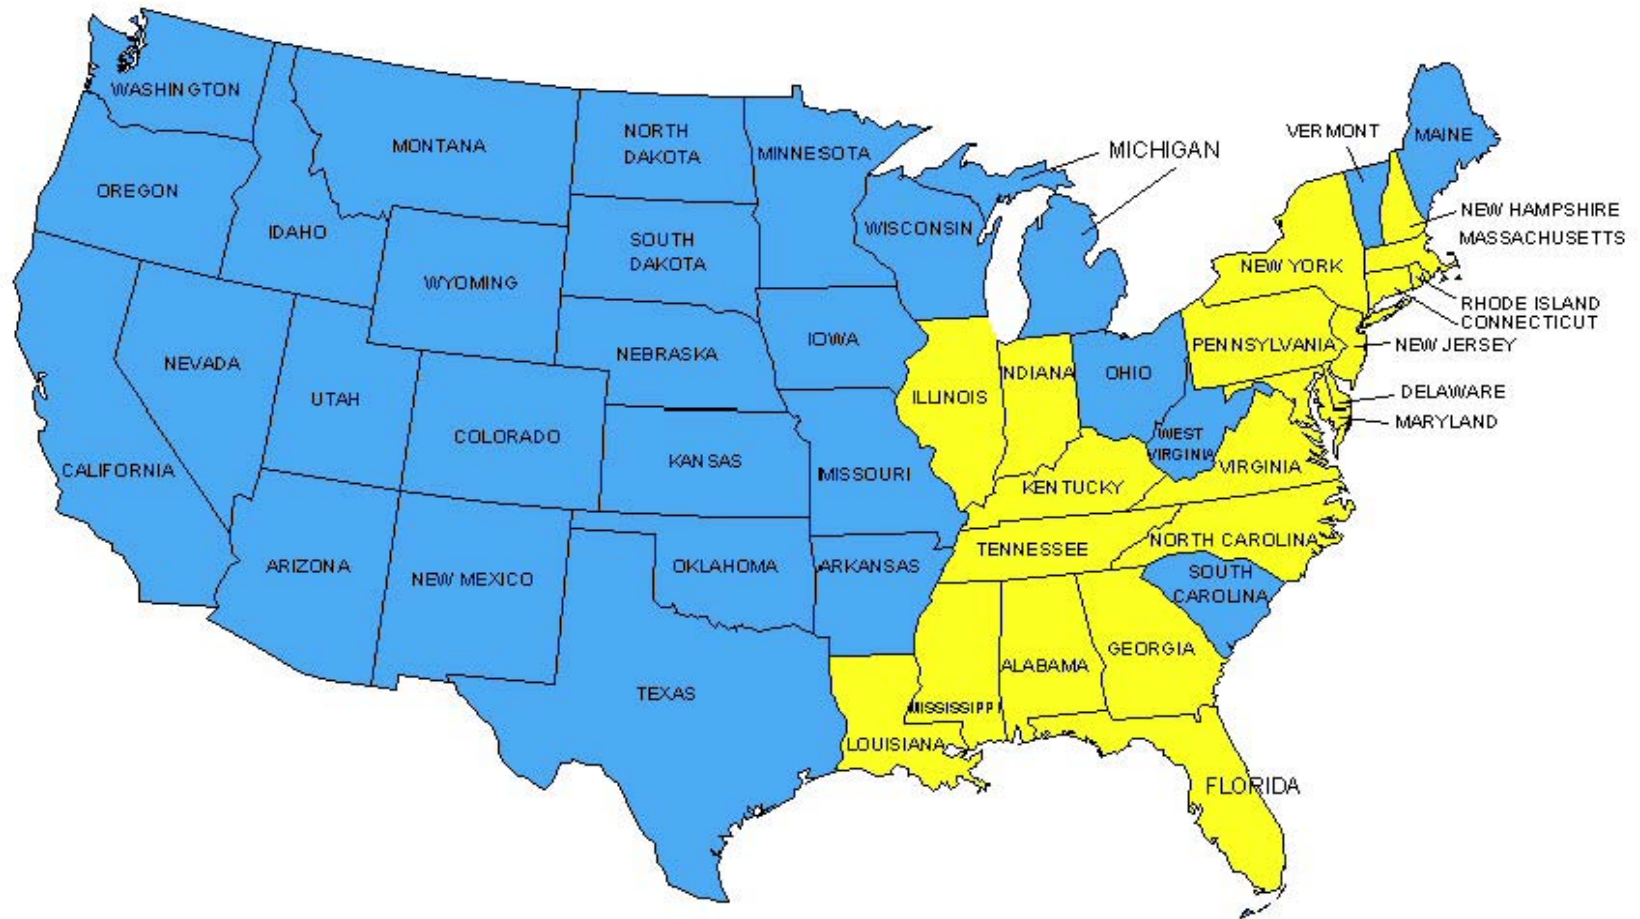 WASHINGTON
OREGON
CALIFORNIA
NEVADA
IDAHO
MONTANA
WYOMING
UTAH
ARIZONA
COLORADO
NEW MEXICO
NORTH
DAKOTA
SOUTH
DAKOTA
NEBRASKA
KANSAS
OKLAHOMA
TEXAS
MINNESOTA
IOWA
MISSOURI
ARKANSAS
LOUISIANA
WISCONSIN
MICHIGAN
ILLINOIS
INDIANA
OHIO
KENTUCKY
TENNESSEE
MISSISSIPPI
ALABAMA
GEORGIA
FLORIDA
SOUTH
CAROLINA
NORTH CAROLINA
VIRGINIA
WEST
VIRGINIA
PENNSYLVANIA
NEW YORK
VERMONT
MAINE
NEW HAMPSHIRE
MASSACHUSETTS
RHODE ISLAND
CONNECTICUT
NEW JERSEY
DELAWARE
MARYLAND